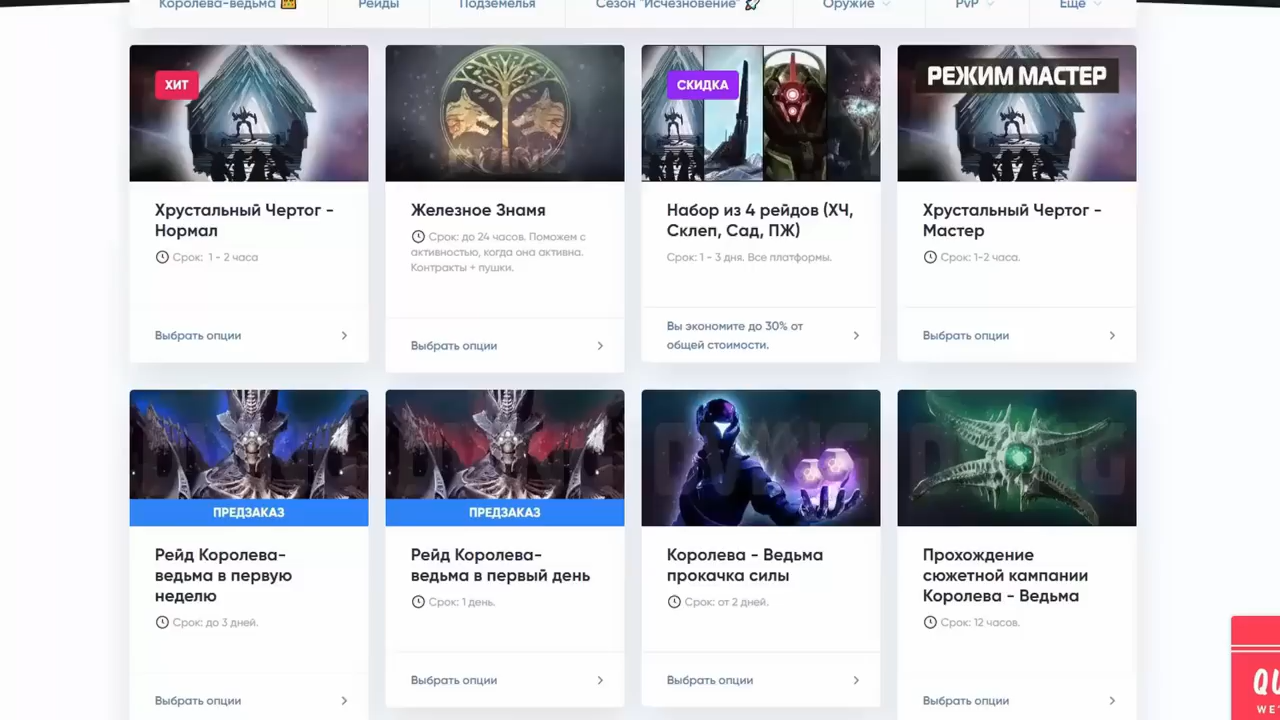 Королева-ведьма
Рейды
Подземелья
Сезон "Исчезновение"
Оружие
PvP
Еще
ХИТ
СКИДКА
РЕЖИМ МАСТЕР
Хрустальный Чертог -
Нормал
Срок: 1 - 2 часа
Выбрать опции
Железное Знамя
Срок: до 24 часов. Поможем с
активностью, когда она активна.
Контракты + пушки.
Выбрать опции
Набор из 4 рейдов (ХЧ,
Склеп, Сад, ПЖ)
Срок: 1 - 3 дня. Все платформы.
Вы экономите до 30% от
общей стоимости.
Хрустальный Чертог -
Мастер
Срок: 1-2 часа.
Выбрать опции
ПРЕДЗАКАЗ
Рейд Королева-
ведьма в первую
неделю
Срок: до 3 дней.
Выбрать опции
ПРЕДЗАКАЗ
Рейд Королева-
ведьма в первый день
Срок: 1 день.
Выбрать опции
Королева - Ведьма
прокачка силы
Срок: от 2 дней.
Выбрать опции
Прохождение
сюжетной кампании
Королева - Ведьма
Срок: 12 часов.
Выбрать опции